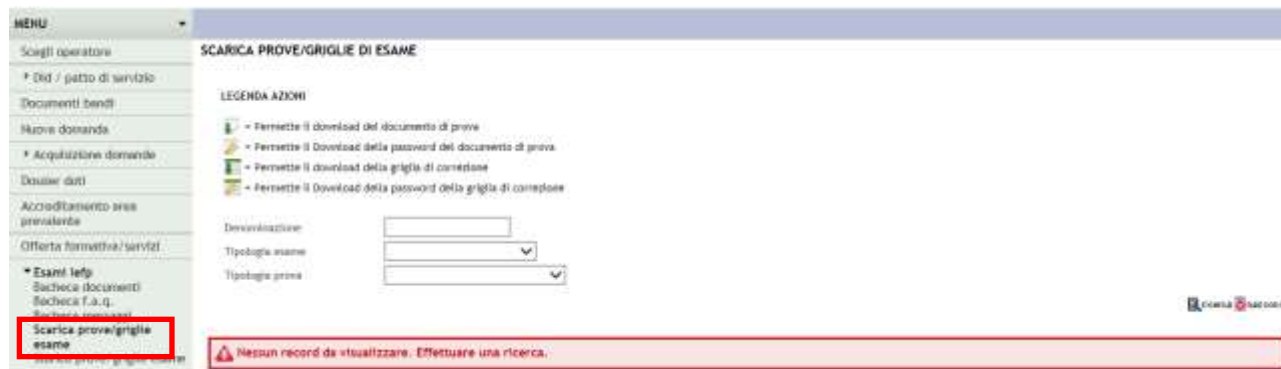 MENU
Scegli operatore
Did / patto di servizio
Documenti bandi
Nuova domanda
Acquisizione domande
Dossier dati
Accreditamento area
prevalente
Offerta formativa/servizi
Esami Iefp
Bacheca documenti
Bacheca f.a.q.
Bacheca messaggi
Scarica prove/griglie
esame
SCARICA PROVE/GRIGLIE DI ESAME
LEGENDA AZIONI
= Permette il download del documento di prova
= Permette il Download della password del documento di prova
= Permette il download della griglia di correzione
= Permette il Download della password della griglia di correzione
Denominazione
Tipologia esame
Tipologia prova
ricerca
Nessun record da visualizzare. Effettuare una ricerca.